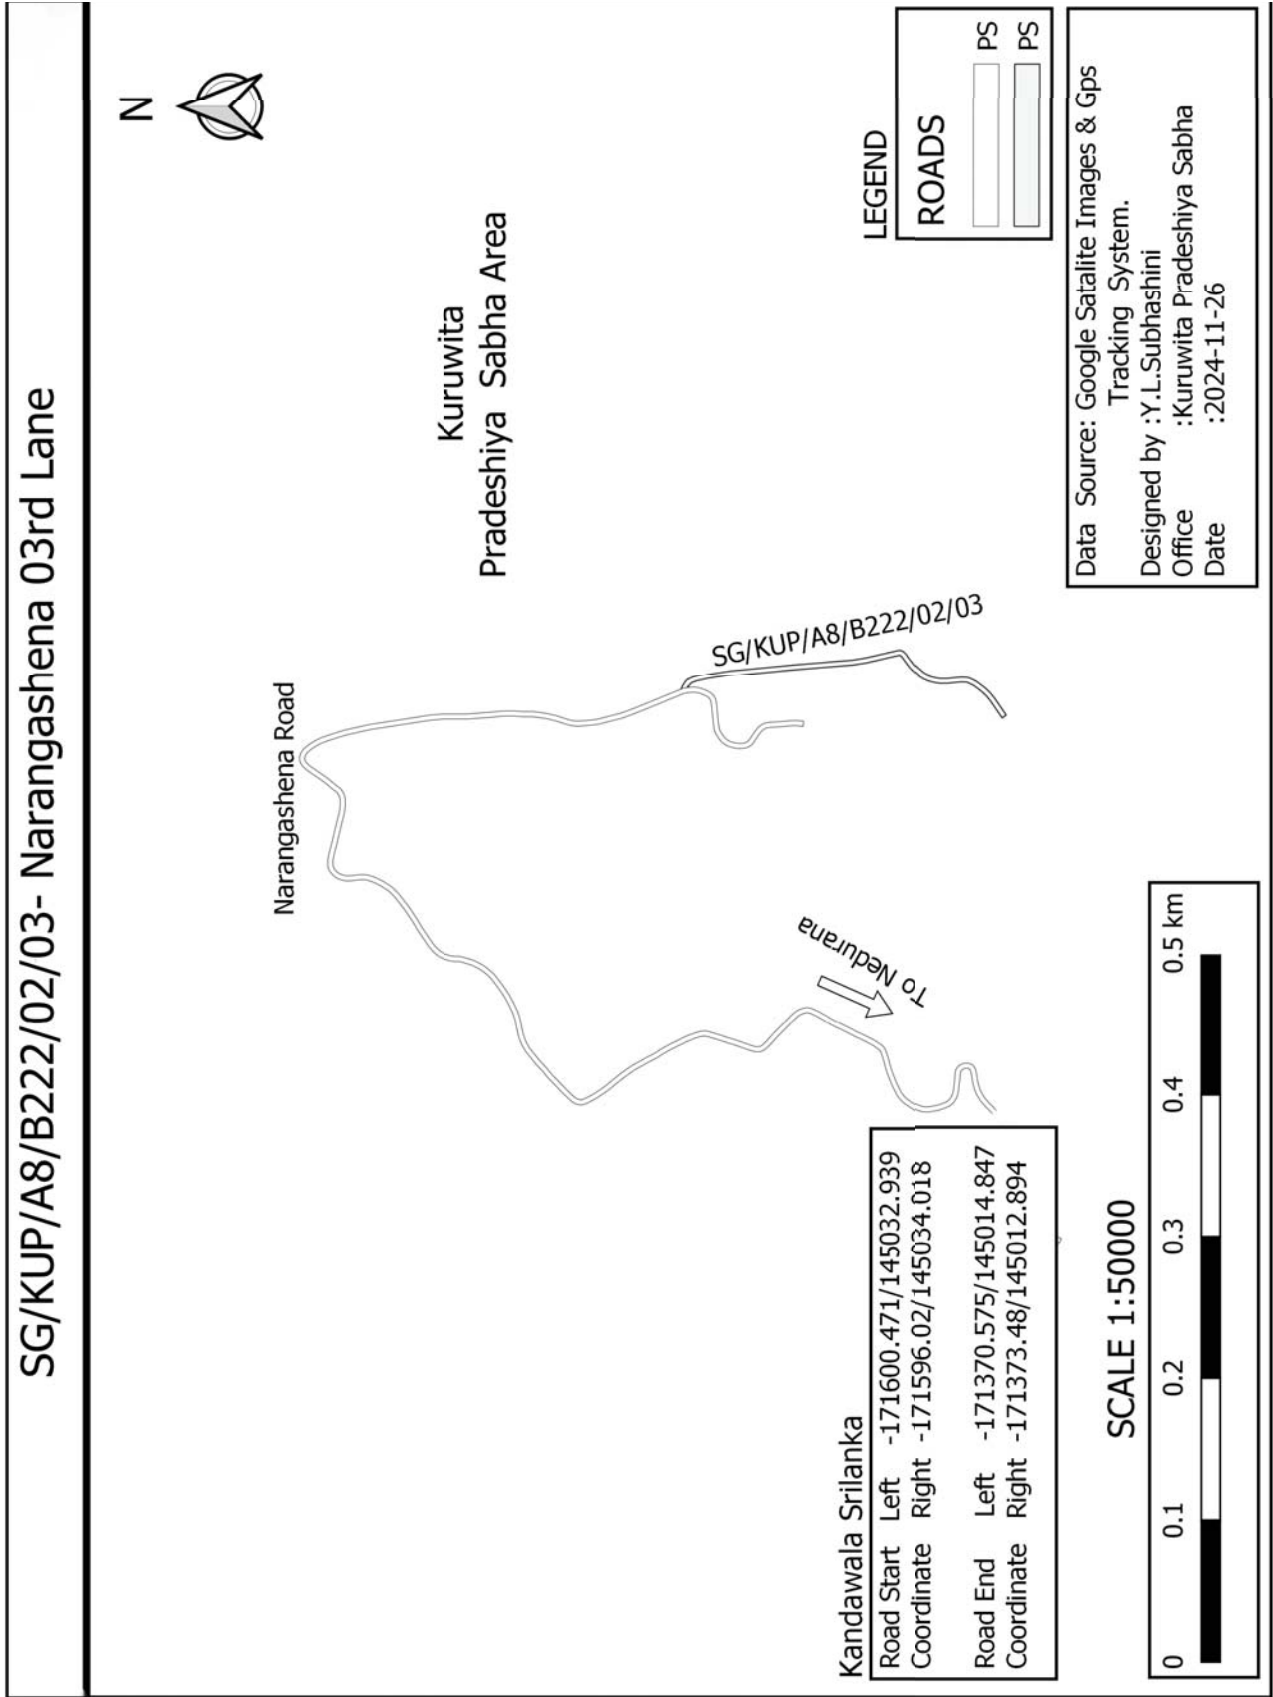 SG/KUP/A8/B222/02/03- Narangashena 03rd Lane
N
Narangashena Road
Kuruwita
Pradeshiya Sabha Area
SG/KUP/A8/B222/02/03
To Nedurana
LEGEND
ROADS
PS
PS
Kandawala Srilanka
Road Start Left -171600.471/145032.939
Coordinate Right -171596.02/145034.018
Road End Left -171370.575/145014.847
Coordinate Right -171373.48/145012.894
SCALE 1:50000
0 0.1 0.2 0.3 0.4 0.5 km
Data Source: Google Satalite Images & Gps
Tracking System.
Designed by :Y.L.Subhashini
Office :Kuruwita Pradeshiya Sabha
Date :2024-11-26